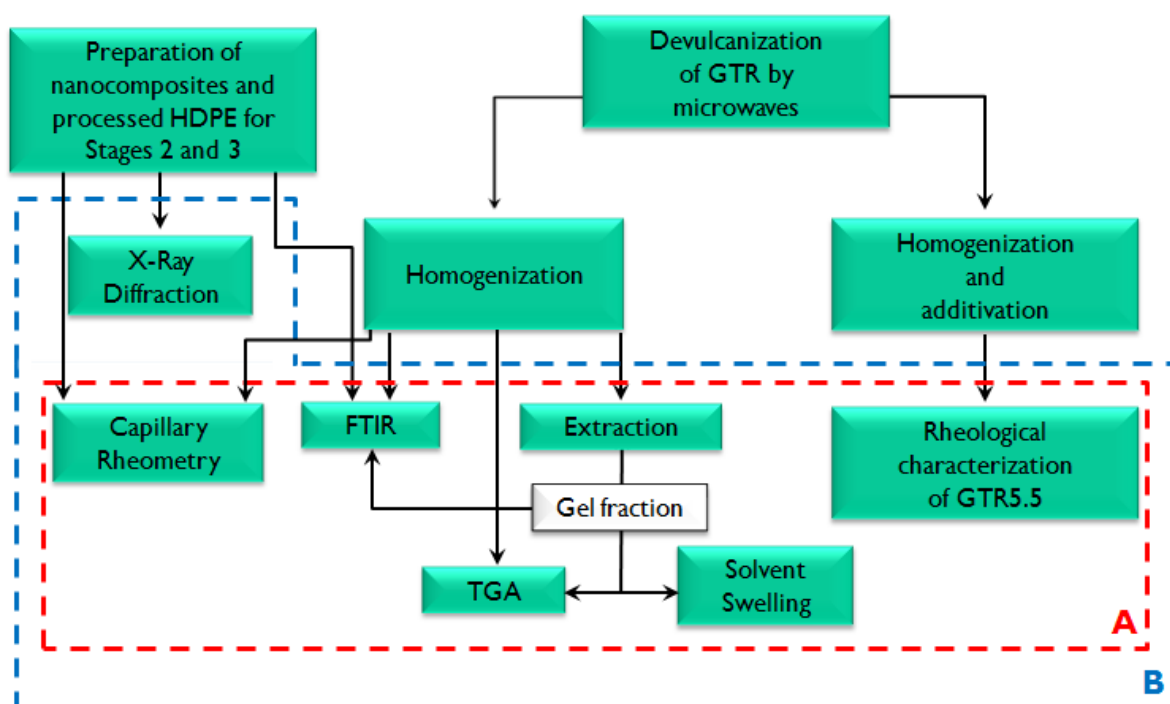 Preparation of
nanocomposites and
processed HDPE for
Stages 2 and 3
Devulcanization
of GTR by
microwaves
X-Ray
Diffraction
Homogenization
Homogenization
and
additivation
Capillary
Rheometry
FTIR
Extraction
Rheological
characterization
of GTR5.5
Gel fraction
TGA
Solvent
Swelling
A
B